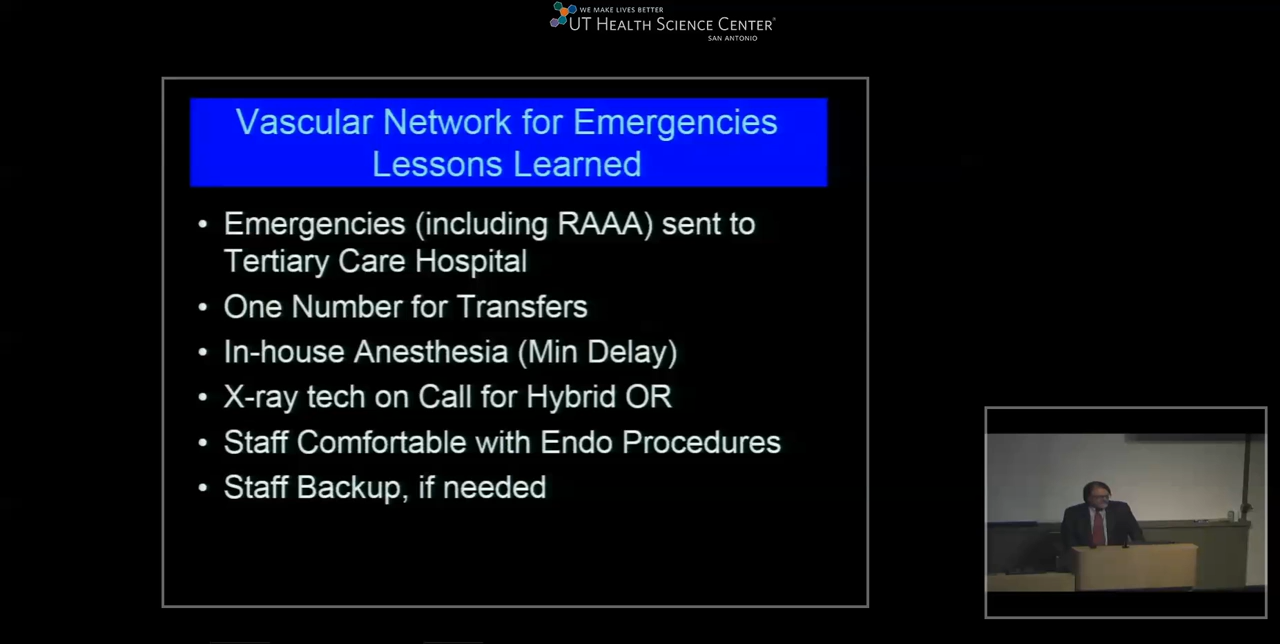 WE MAKE LIVES BETTER
UT HEALTH SCIENCE CENTER®
SAN ANTONIO
Vascular Network for Emergencies
Lessons Learned
• Emergencies (including RAAA) sent to
Tertiary Care Hospital
• One Number for Transfers
• In-house Anesthesia (Min Delay)
• X-ray tech on Call for Hybrid OR
• Staff Comfortable with Endo Procedures
• Staff Backup, if needed